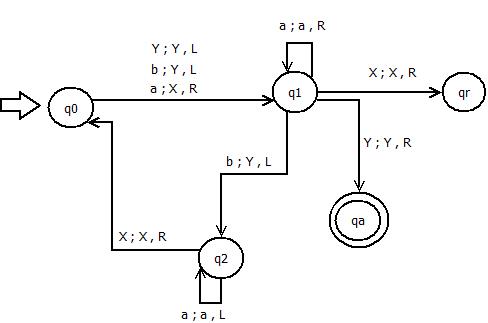 a;a,R
Y;Y,L
b;Y,L
a;X,R
X;X,R
q0
q1
qr
Y;Y,R
b;Y,L
qa
X;X,R
q2
a;a,L